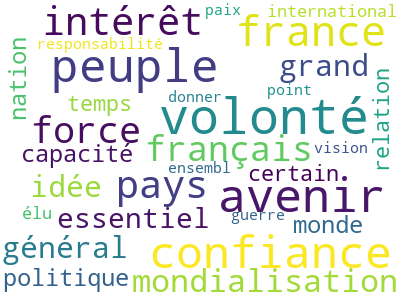 paix international
intérêt france
responsabilité
peuple grand
nation temps donner point relation
force volonté
capacité français vision
ensembl certain
idée pays avenir
élu essentiel guerre monde
général confiance
politique mondialisation